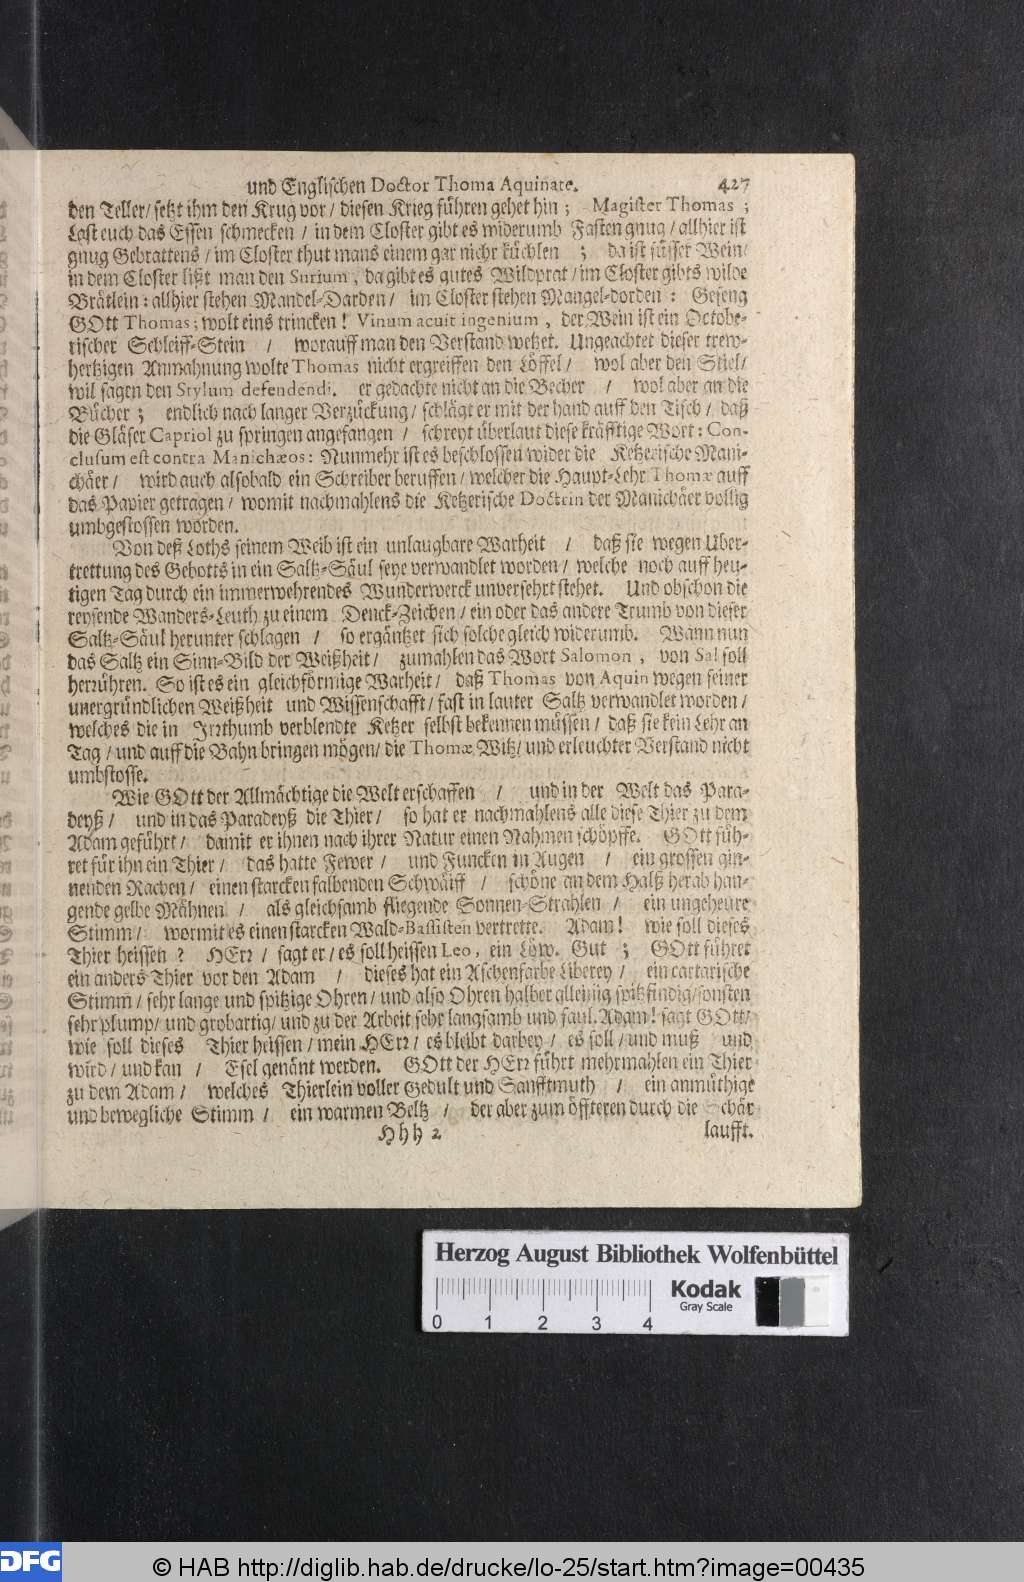 und Englischen Doctor Thoma Aquinate. 427
den Teller/ setzt ihm den Krug vor/ diesen Krieg führen gehet hin; Magister Thomas;
Last euch das Essen schmecken/ in dem Closter gibt es widerumb Fasten gnug/ allhier ist
gnug Gebrattens/ im Closter thut mans einem gar nichr küchlen; da ist süsser Wein/
in dem Closter lißt man den Surium, da gibt es gutes Wildprat/ im Closter gibts wilde
Brätlein: allhier stehen Mandel-Darden/ im Closter stehen Mangel-dorden: Geseng
GOtt Thomas; wolt eins trincken! Vinum acuit ingenium, der Wein ist ein Octobe-
rischer Schleiff-Stein/ worauff man den Verstand wetzet. Ungeachtet dieser trew-
hertzigen Anmahnung wolte Thomas nicht ergreiffen den Löffel/ wol aber den Stiel/
wil sagen den Stylum defendendi. er gedachte nicht an die Becher/ wol aber an die
Bücher; endlich nach langer Verzuckung/ schlägt er mit der hand auff den Tisch/ daß
die Gläser Capriol zu springen angefangen/ schreyt überlaut diese kräfftige Wort: Con-
clusum est contra Manichæos: Nunmehr ist es beschlossen wider die Ketzerische Mani-
chäer/ wird auch alsobald ein Schreiber beruffen/ welcher die Haupt-Lehr Thomæ auff
das Papier getragen/ womit nachmahlens die Ketzerische Doctrin der Manichäer völlig
umbgestossen worden.
Von deß Loths seinem Weib ist ein unlaugbare Warheit/ daß sie wegen Uber-
trettung des Gebotts in ein Saltz-Säul seye verwandlet worden/ welche noch auff heu-
tigen Tag durch ein immerwehrendes Wunderwerck unversehrt stehet. Und obschon die
reysende Wanders-Leuth zu einem Denck-Zeichen/ ein oder das andere Trumb von dieser
Saltz-Säul herunter schlagen/ so ergäntzet sich solche gleich widerumb. Wann nun
das Saltz ein Sinn-Bild der Weißheit/ zumahlen das Wort Salomon, von Sal soll
herrühren. So ist es ein gleichförmige Warheit/ daß Thomas von Aquin wegen seiner
unergründlichen Weißheit und Wissenschafft/ fast in lauter Saltz verwandlet worden/
welches die in Irrthumb verblendte Ketzer selbst bekennen müssen/ daß sie kein Lehr an
Tag/ und auff die Bahn bringen mögen/ die Thomæ Witz/ und erleuchter Verstand nicht
umbstosse.
Wie GOtt der Allmächtige die Welt erschaffen/ und in der Welt das Para-
deyß/ und in das Paradeyß die Thier/ so hat er nachmahlens alle diese Thier zu dem
Adam geführt/ damit er ihnen nach ihrer Natur einen Nahmen schöpffe. GOtt füh-
ret für ihn ein Thier/ das hatte Fewer/ und Funcken in Augen/ ein grossen gin-
nenden Rachen/ einen starcken falbenden Schwäiff/ schöne an dem Halß herab han-
gende gelbe Mähnen/ als gleichsamb fliegende Sonnen-Strahlen/ ein ungeheure
Stimm/ wormit es einen starcken Wald-Bassisten vertrette. Adam! wie soll dieses
Thier heissen? HErr/ sagt er/ es soll heissen Leo, ein Löw. Gut; GOtt führet
ein anders Thier vor den Adam/ dieses hat ein Aschenfarbe Liberey/ ein cartarische
Stimm/ sehr lange und spitzige Ohren/ und also Ohren halber alleinig spitzfindig/ sonsten
sehr plump/ und grobartig/ und zu der Arbeit sehr langsamb und faul. Adam! sagt GOtt/
wie soll dieses Thier heissen/ mein HErr/ es bleibt darbey/ es soll/ und muß und
wird/ und kan/ Esel genänt werden. GOtt der HErr führt mehrmahlen ein Thier
zu dem Adam/ welches Thierlein voller Gedult und Sanfftmuth/ ein anmüthige
und bewegliche Stimm/ ein warmen Beltz/ der aber zum öffteren durch die Schär
Hhh 2 laufft.
Herzog August Bibliothek Wolfenbüttel
Kodak
Gray Scale
0 1 2 3 4
DFG © HAB http://diglib.hab.de/drucke/lo-25/start.htm?image=00435